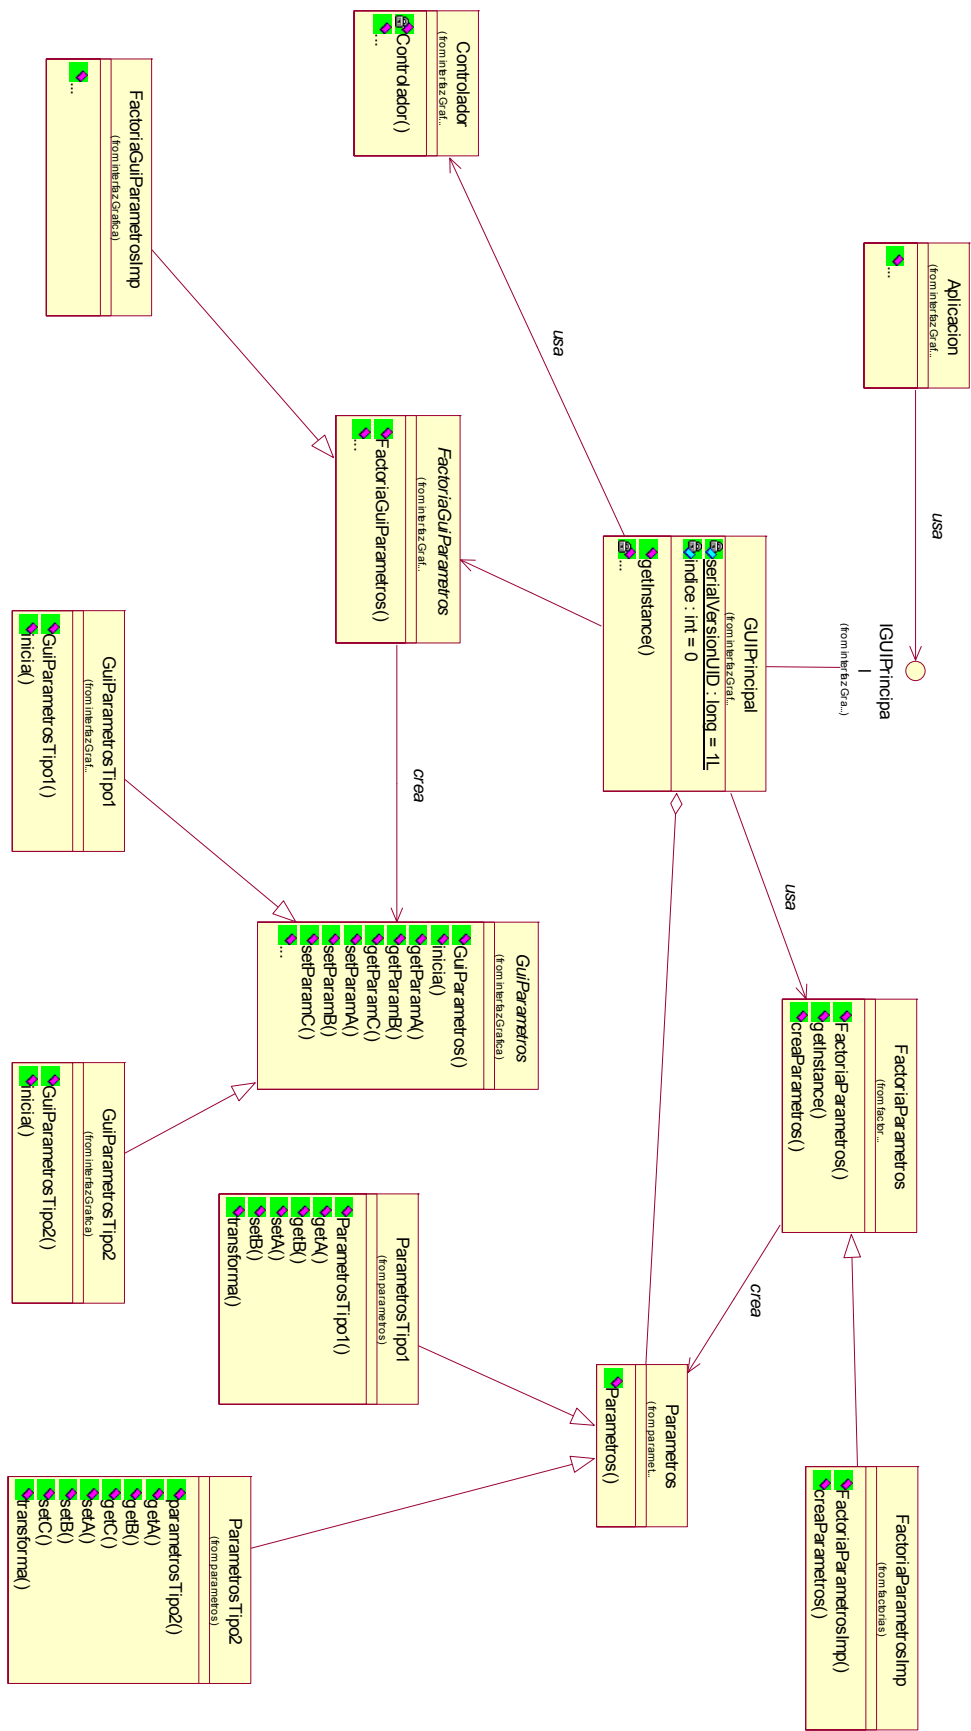 Aplicacion
(from interfazGraf...
...
usa
IGUIPrincipa
l
(from interfazGra...)
FactoriaParametros
(from factor...
FactoriaParametros()
getInstance()
creaParametros()
FactoriaParametrosImp
(from factorias)
FactoriaParametrosImp()
creaParametros()
GUIPrincipal
(from interfazGraf...
serialVersionUID : long = 1L
indice : int = 0
getInstance()
...
usa
crea
Parametros
(from paramet...
Parametros()
Controlador
(from interfazGraf...
Controlador()
...
usa
FactoriaGuiParametros
(from interfazGraf...
FactoriaGuiParametros()
...
crea
GuiParametros
(from interfazGrafica)
GuiParametros()
inicia()
getParamA()
getParamB()
getParamC()
setParamA()
setParamB()
setParamC()
...
ParametrosTipo1
(from parametros)
ParametrosTipo1()
getA()
getB()
setA()
setB()
transforma()
ParametrosTipo2
(from parametros)
parametrosTipo2()
getA()
getB()
getC()
setA()
setB()
setC()
transforma()
FactoriaGuiParametrosImp
(from interfazGrafica)
...
GuiParametrosTipo1
(from interfazGraf...
GuiParametrosTipo1()
inicia()
GuiParametrosTipo2
(from interfazGrafica)
GuiParametrosTipo2()
inicia()